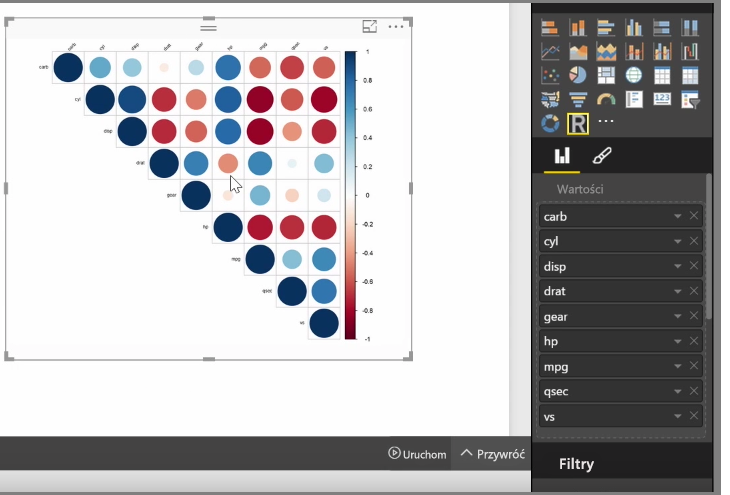 carb cyl disp drat gear hp mpg qsec vs
carb
cyl
disp
drat
gear
hp
mpg
qsec
vs
1
0.8
0.6
0.4
0.2
0
-0.2
-0.4
-0.6
-0.8
-1
R
123
Wartości
carb
cyl
disp
drat
gear
hp
mpg
qsec
vs
Uruchom
Przywróć
Filtry